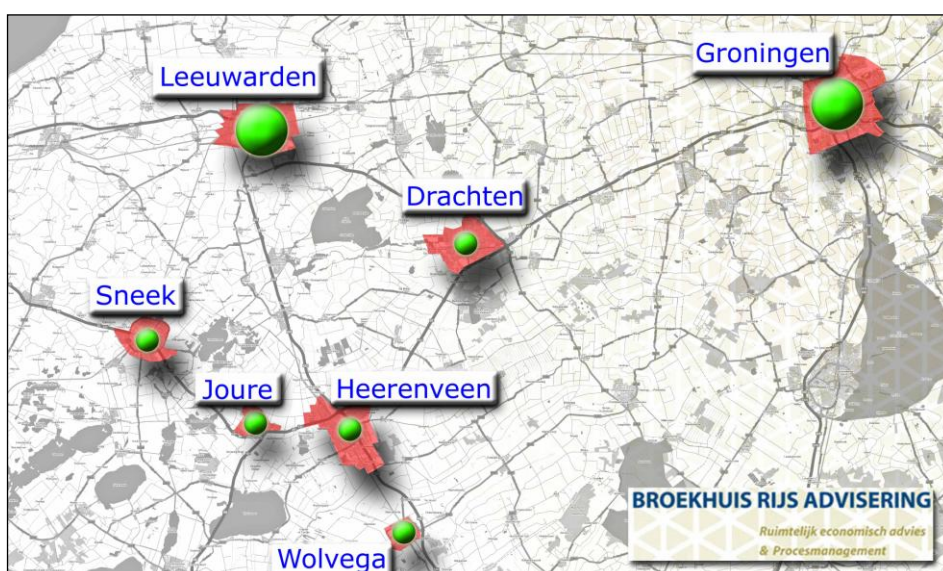 Groningen
Leeuwarden
Drachten
Sneek
Joure
Heerenveen
Wolvega
BROEKHUIS RIJS ADVISERING
Ruimtelijk economisch advies
& Procesmanagement